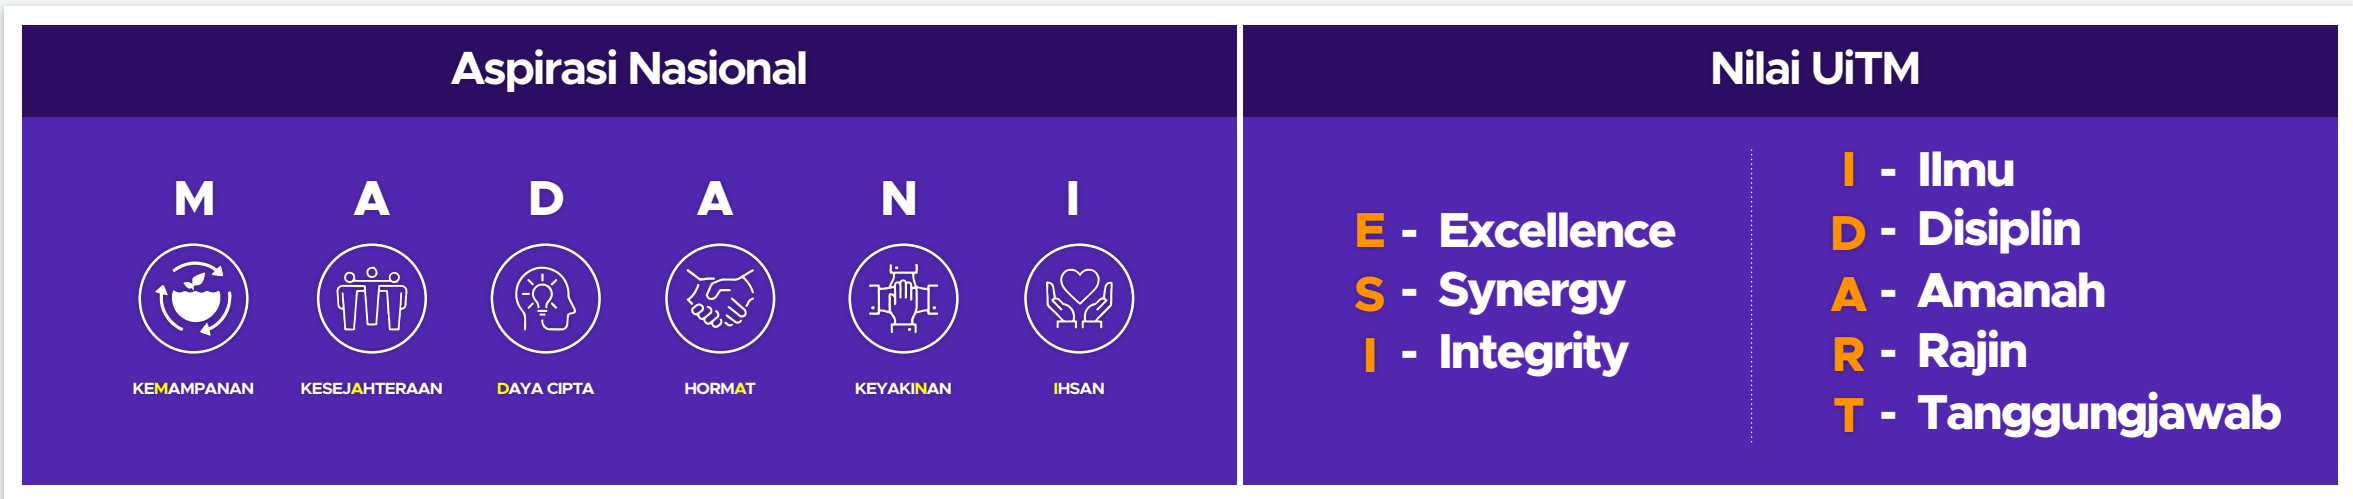 Aspirasi Nasional
M A D A N I
KEMAMPANAN KESEJAHTERAAN DAYA CIPTA HORMAT KEYAKINAN IHSAN
Nilai UiTM
E - Excellence
S - Synergy
I - Integrity
I - Ilmu
D - Disiplin
A - Amanah
R - Rajin
T - Tanggungjawab